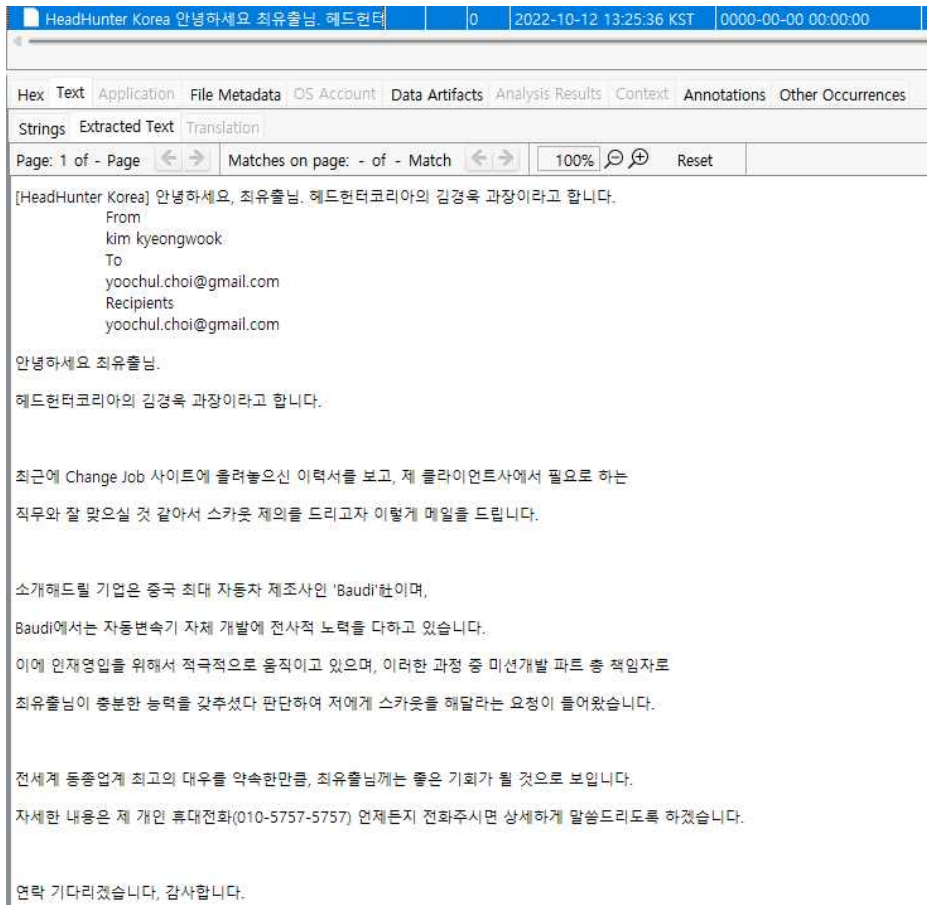 HeadHunter Korea 안녕하세요 최유출님. 헤드헌터 0 2022-10-12 13:25:36 KST 0000-00-00 00:00:00
Hex Text Application File Metadata OS Account Data Artifacts Analysis Results Context Annotations Other Occurrences
Strings Extracted Text Translation
Page: 1 of - Page Matches on page: - of - Match 100% Reset
[HeadHunter Korea] 안녕하세요, 최유출님. 헤드헌터코리아의 김경욱 과장이라고 합니다.
From
kim kyeongwook
To
yoochul.choi@gmail.com
Recipients
yoochul.choi@gmail.com
안녕하세요 최유출님.
헤드헌터코리아의 김경욱 과장이라고 합니다.
최근에 Change Job 사이트에 올려놓으신 이력서를 보고, 제 클라이언트사에서 필요로 하는
직무와 잘 맞으실 것 같아서 스카웃 제의를 드리고자 이렇게 메일을 드립니다.
소개해드릴 기업은 중국 최대 자동차 제조사인 'Baudi'社이며,
Baudi에서는 자동변속기 자체 개발에 전사적 노력을 다하고 있습니다.
이에 인재영입을 위해서 적극적으로 움직이고 있으며, 이러한 과정 중 미션개발 파트 총 책임자로
최유출님이 충분한 능력을 갖추셨다 판단하여 저에게 스카웃을 해달라는 요청이 들어왔습니다.
전세계 동종업계 최고의 대우를 약속한만큼, 최유출님께는 좋은 기회가 될 것으로 보입니다.
자세한 내용은 제 개인 휴대전화(010-5757-5757) 언제든지 전화주시면 상세하게 말씀드리도록 하겠습니다.
연락 기다리겠습니다, 감사합니다.